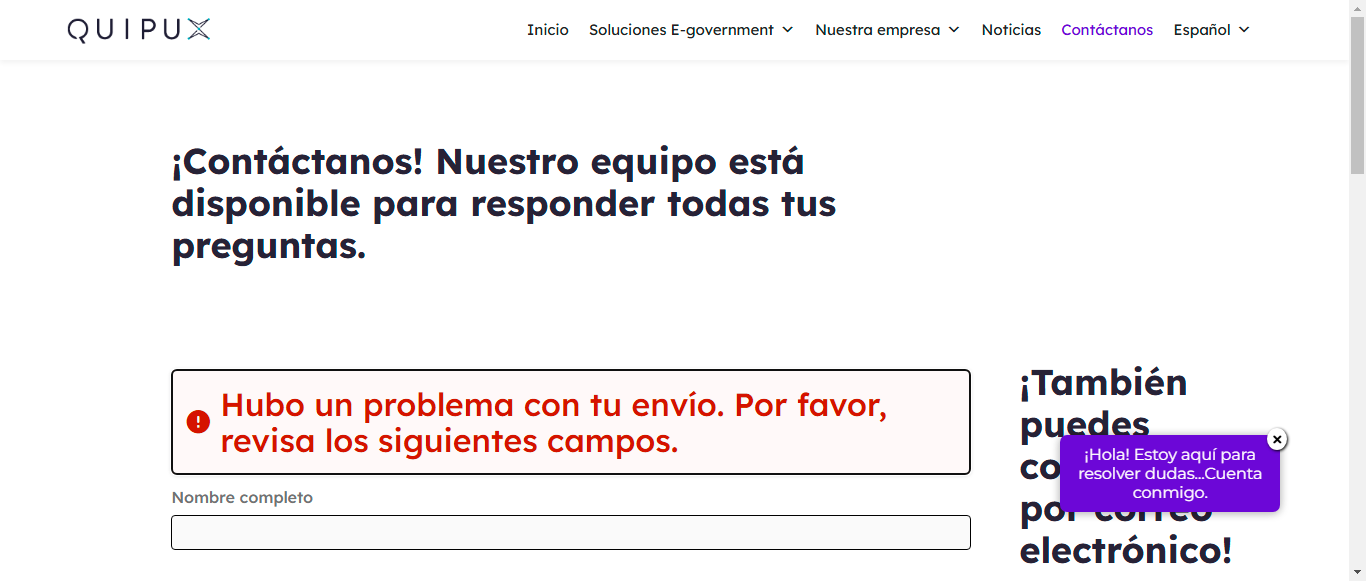 QUIPUX
Inicio
Soluciones E-government
Nuestra empresa
Noticias
Contáctanos
Español
¡Contáctanos! Nuestro equipo está
disponible para responder todas tus
preguntas.
Hubo un problema con tu envío. Por favor,
revisa los siguientes campos.
Nombre completo
¡También
puedes
por correo
electrónico!
¡Hola! Estoy aquí para
resolver dudas...Cuenta
conmigo.